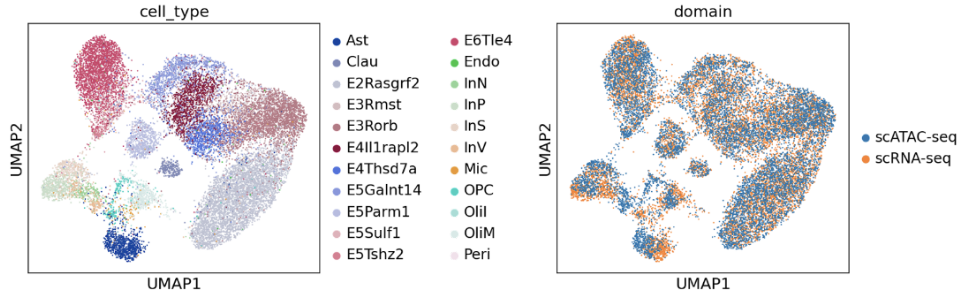 cell_type
UMAP2
UMAP1
Ast
Clau
E2Rasgrf2
E3Rmst
E3Rorb
E4Il1rapl2
E4Thsd7a
E5Galnt14
E5Parm1
E5Sulf1
E5Tshz2
E6Tle4
Endo
InN
InP
InS
InV
Mic
OPC
OliI
OliM
Peri
domain
UMAP2
UMAP1
scATAC-seq
scRNA-seq